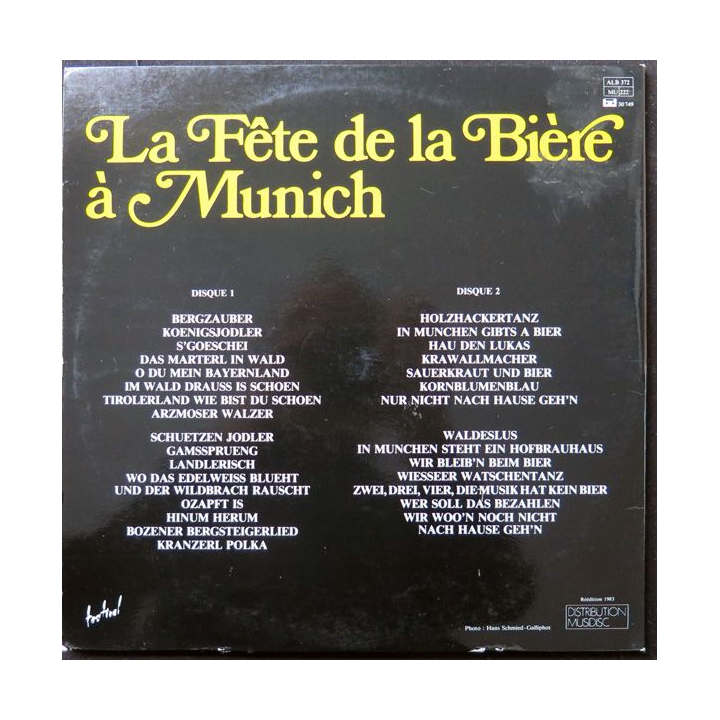 ALB 372
MU 222
30749
La Fête de la Bière
à Munich
DISQUE 1
BERGZAUBER
KOENIGSJODLER
S'GOESCHEI
DAS MARTERL IN WALD
O DU MEIN BAYERNLAND
IM WALD DRAUSS IS SCHOEN
TIROLERLAND WIE BIST DU SCHOEN
ARZMOSER WALZER
SCHUETZEN JODLER
GAMSSPRUENG
LANDLERISCH
WO DAS EDELWEISS BLUEHT
UND DER WILDBRACH RAUSCHT
OZAPFT IS
HINUM HERUM
BOZENER BERGSTEIGERLIED
KRANZERL POLKA
DISQUE 2
HOLZHACKERTANZ
IN MUNCHEN GIBTS A BIER
HAU DEN LUKAS
KRAWALLMACHER
SAUERKRAUT UND BIER
KORNBLUMENBLAU
NUR NICHT NACH HAUSE GEH'N
WALDESLUS
IN MUNCHEN STEHT EIN HOFBRAUHAUS
WIR BLEIB'N BEIM BIER
WIESSEER WATSCHENTANZ
ZWEI, DREI, VIER, DIE MUSIK HAT KEIN BIER
WER SOLL DAS BEZAHLEN
WIR WOO'N NOCH NICHT
NACH HAUSE GEH'N
festival
Photo : Hans Schmied-Galliphot
Réédition 1983
DISTRIBUTION
MUSIDISC